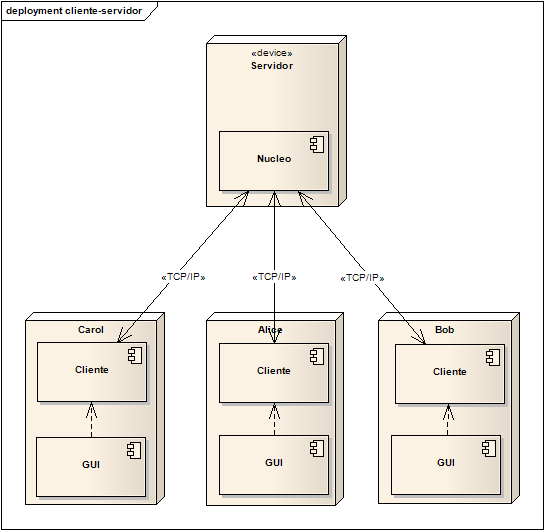 deployment cliente-servidor
«device»
Servidor
Nucleo
«TCP/IP»
«TCP/IP»
«TCP/IP»
Carol
Alice
Bob
Cliente
Cliente
Cliente
GUI
GUI
GUI